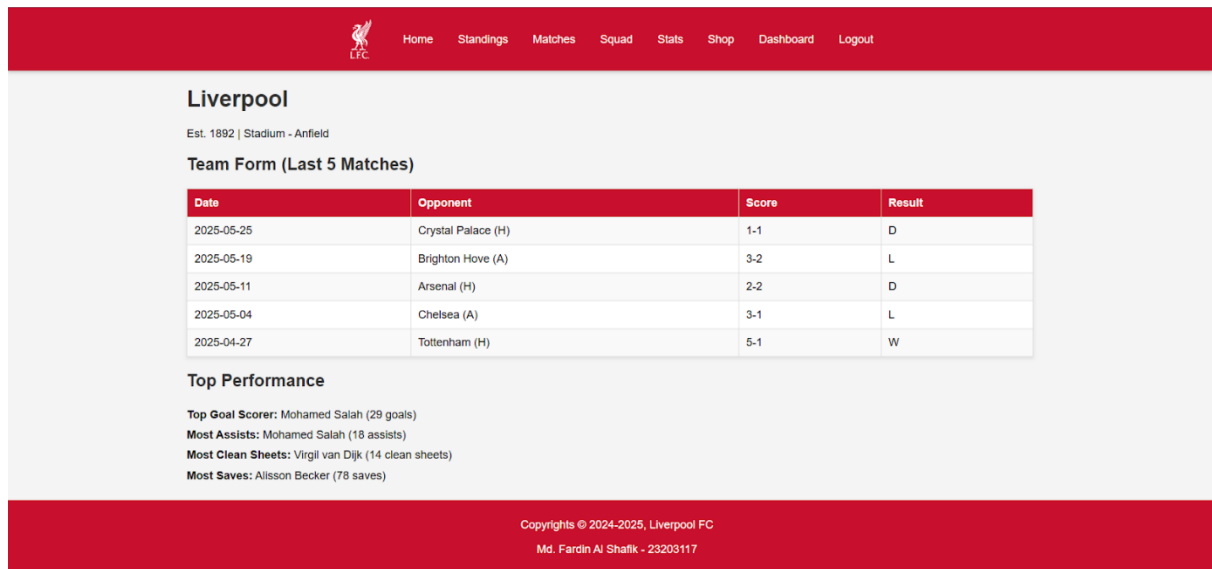 L.F.C.
Home Standings Matches Squad Stats Shop Dashboard Logout
Liverpool
Est. 1892 | Stadium - Anfield
Team Form (Last 5 Matches)
Date Opponent Score Result
2025-05-25 Crystal Palace (H) 1-1 D
2025-05-19 Brighton Hove (A) 3-2 L
2025-05-11 Arsenal (H) 2-2 D
2025-05-04 Chelsea (A) 3-1 L
2025-04-27 Tottenham (H) 5-1 W
Top Performance
Top Goal Scorer: Mohamed Salah (29 goals)
Most Assists: Mohamed Salah (18 assists)
Most Clean Sheets: Virgil van Dijk (14 clean sheets)
Most Saves: Alisson Becker (78 saves)
Copyrights © 2024-2025, Liverpool FC
Md. Fardin Al Shafik - 23203117